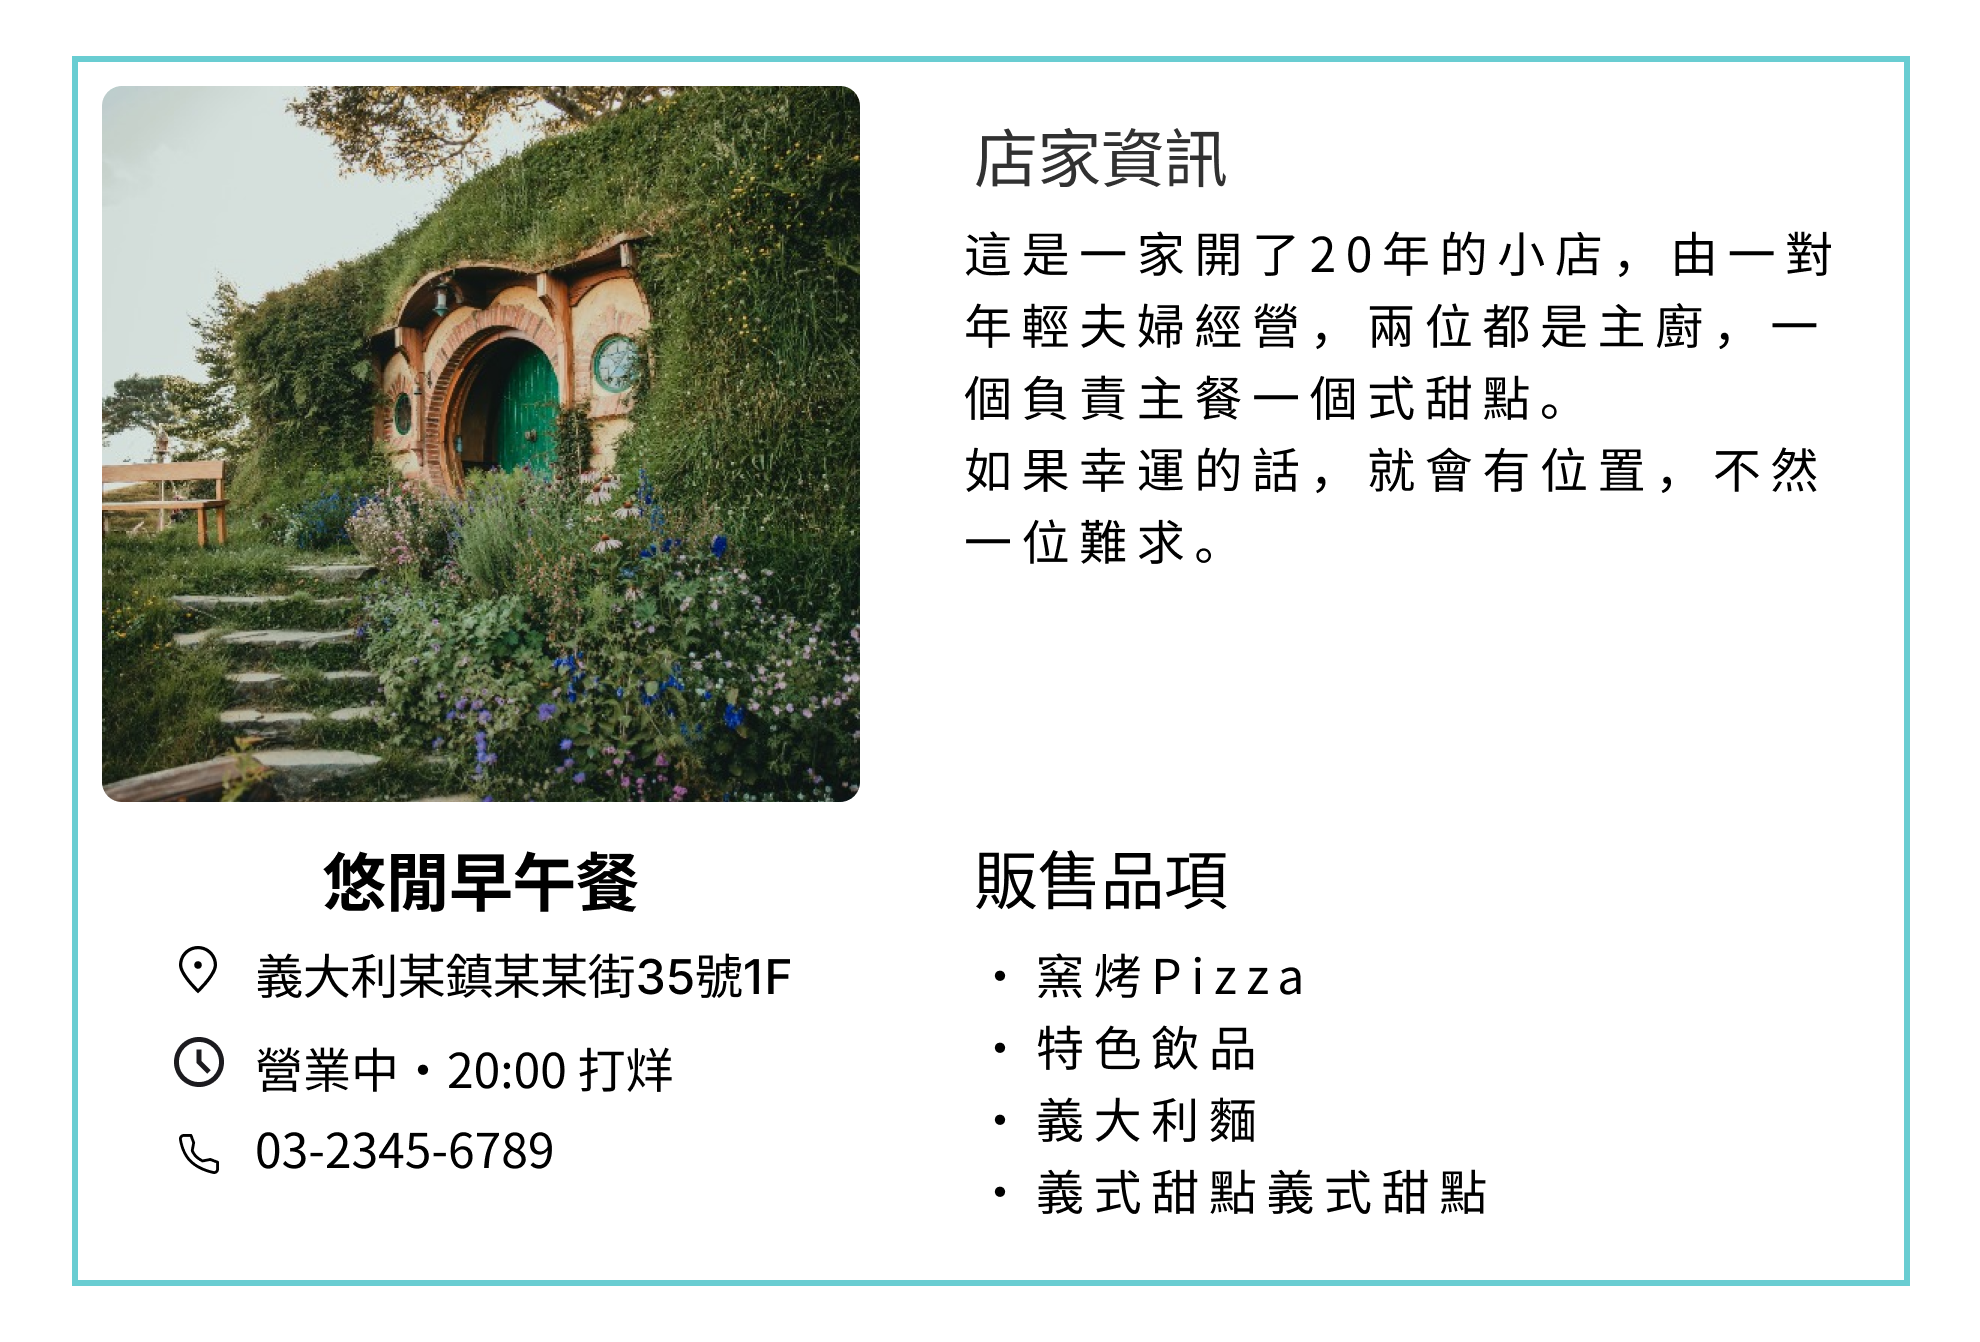 店家資訊
這是一家開了20年的小店，由一對
年輕夫婦經營，兩位都是主廚，一
個負責主餐一個式甜點。
如果幸運的話，就會有位置，不然
一位難求。
悠閒早午餐
義大利某鎮某某街35號1F
營業中・20:00 打烊
03-2345-6789
販售品項
・窯烤Pizza
・特色飲品
・義大利麵
・義式甜點義式甜點